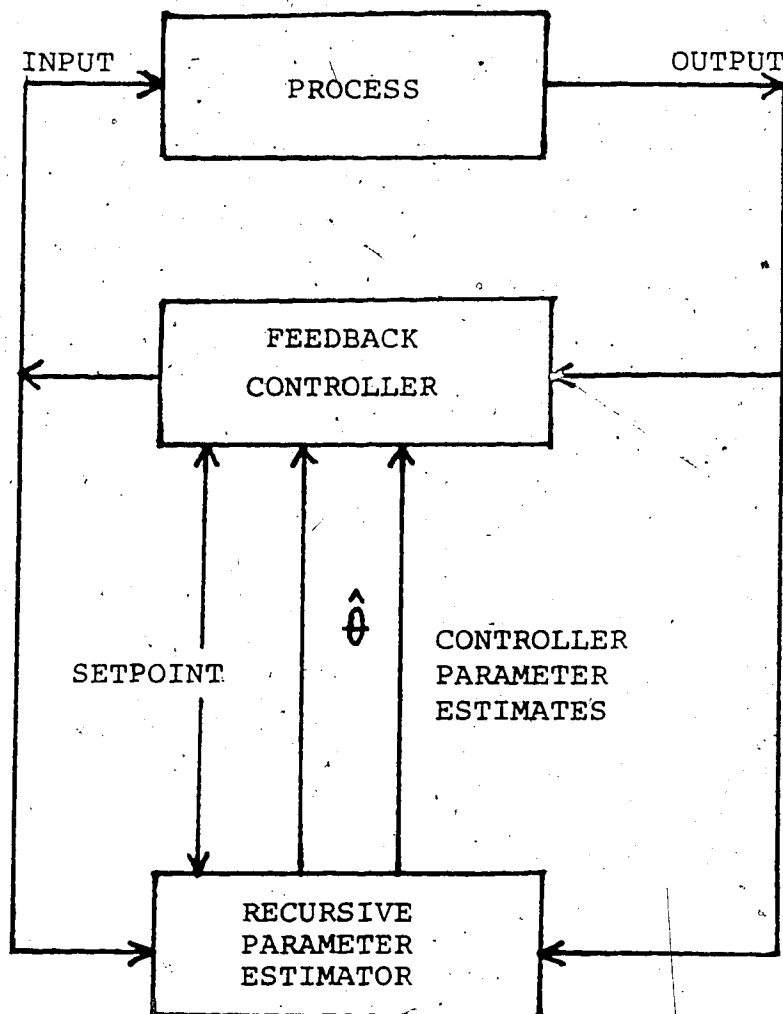 INPUT
OUTPUT
PROCESS
FEEDBACK
CONTROLLER
θ̂
SETPOINT
CONTROLLER
PARAMETER
ESTIMATES
RECURSIVE
PARAMETER
ESTIMATOR